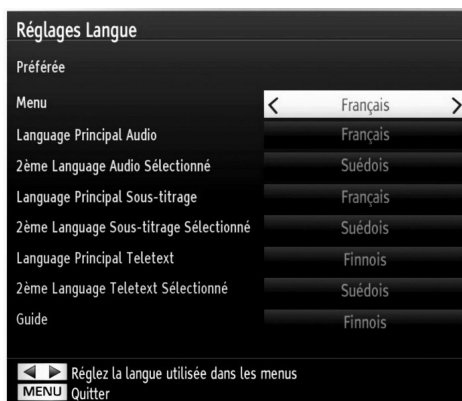 Réglages Langue
Préférée
Menu Français
Language Principal Audio Français
2ème Language Audio Sélectionné Suédois
Language Principal Sous-titrage Français
2ème Language Sous-titrage Sélectionné Suédois
Language Principal Teletext Finnois
2ème Language Teletext Sélectionné Suédois
Guide Finnois
Réglez la langue utilisée dans les menus
MENU Quitter